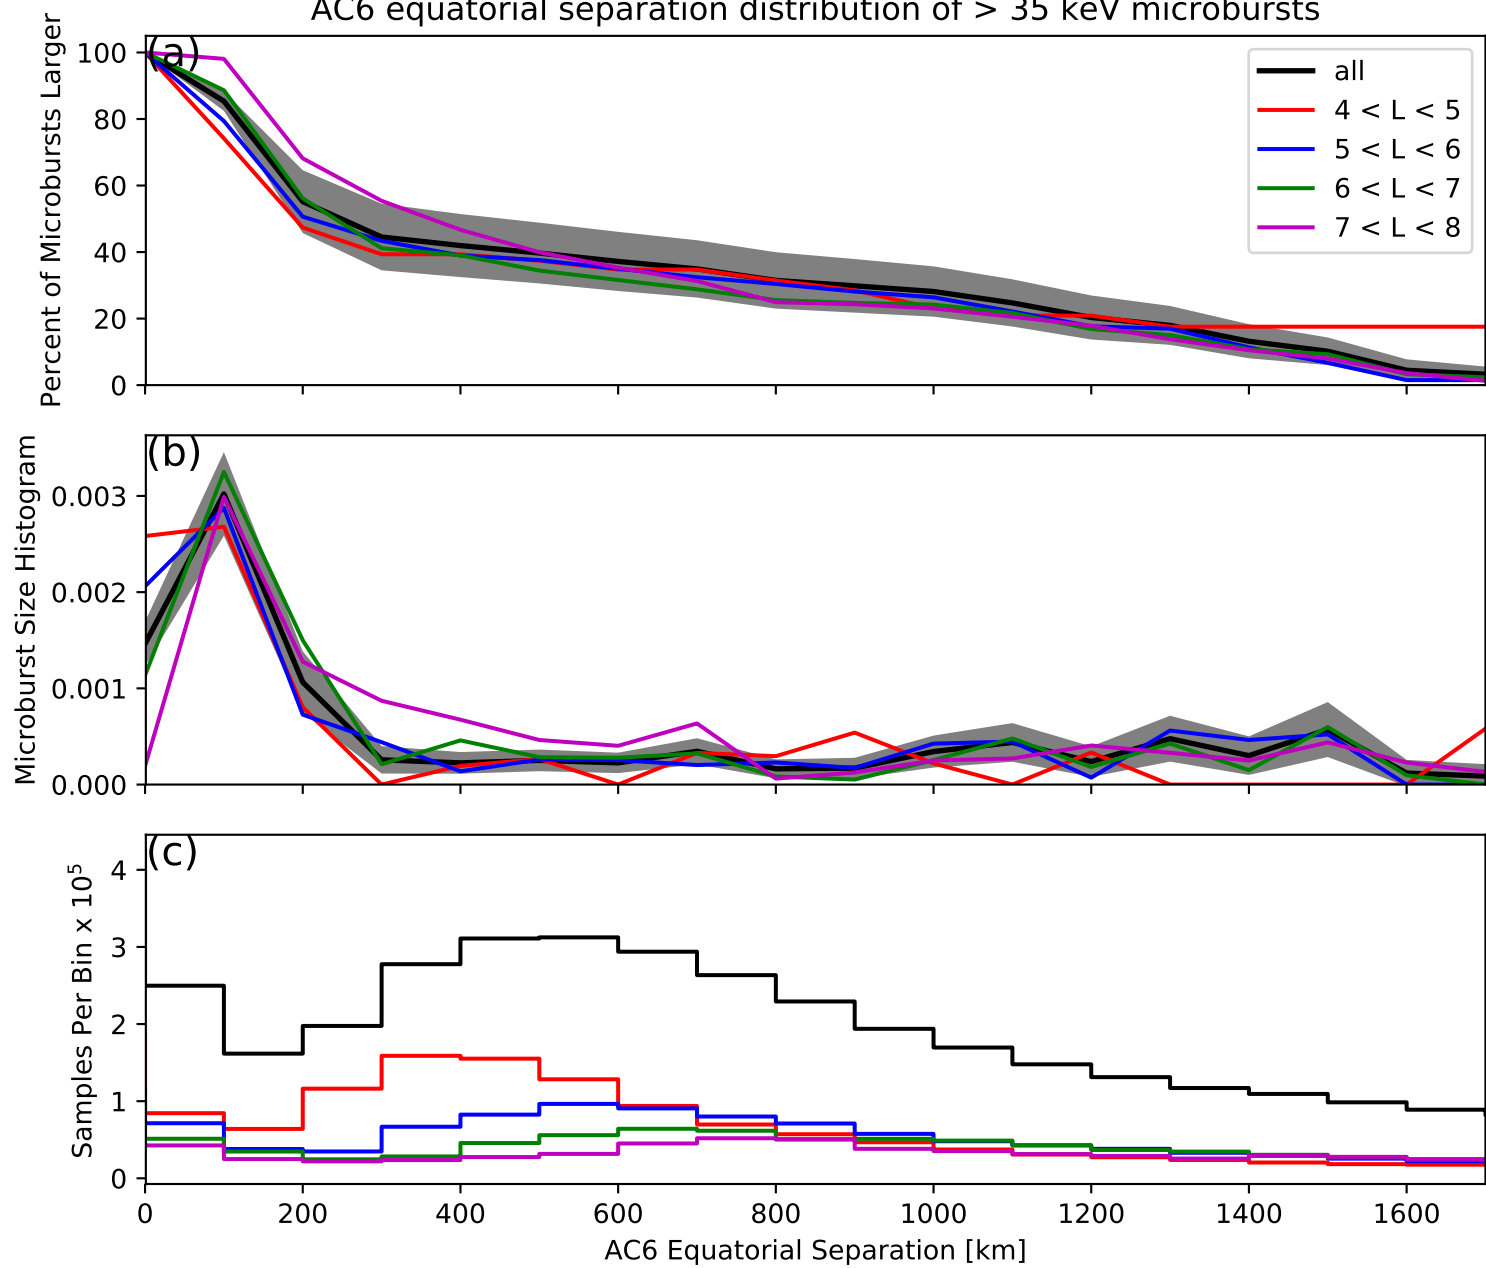 AC6 equatorial separation distribution of > 35 keV microbursts
(a)
Percent of Microbursts Larger
100
80
60
40
20
0
all
4 < L < 5
5 < L < 6
6 < L < 7
7 < L < 8
(b)
Microburst Size Histogram
0.003
0.002
0.001
0.000
(c)
Samples Per Bin x 10⁵
4
3
2
1
0
0 200 400 600 800 1000 1200 1400 1600
AC6 Equatorial Separation [km]